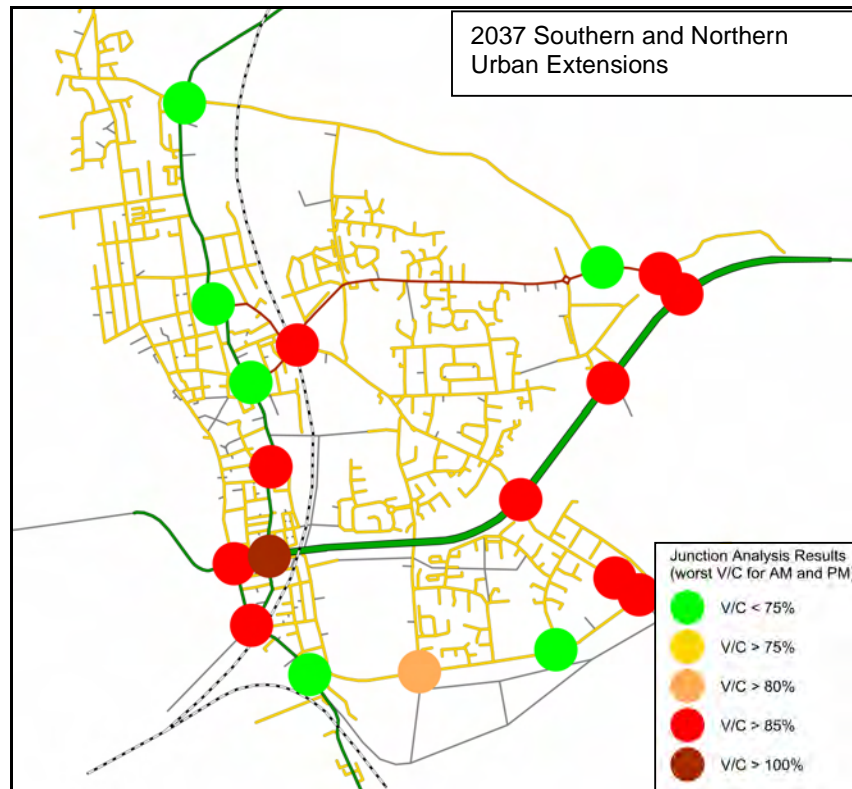 2037 Southern and Northern
Urban Extensions
Junction Analysis Results
(worst V/C for AM and PM)
V/C < 75%
V/C > 75%
V/C > 80%
V/C > 85%
V/C > 100%